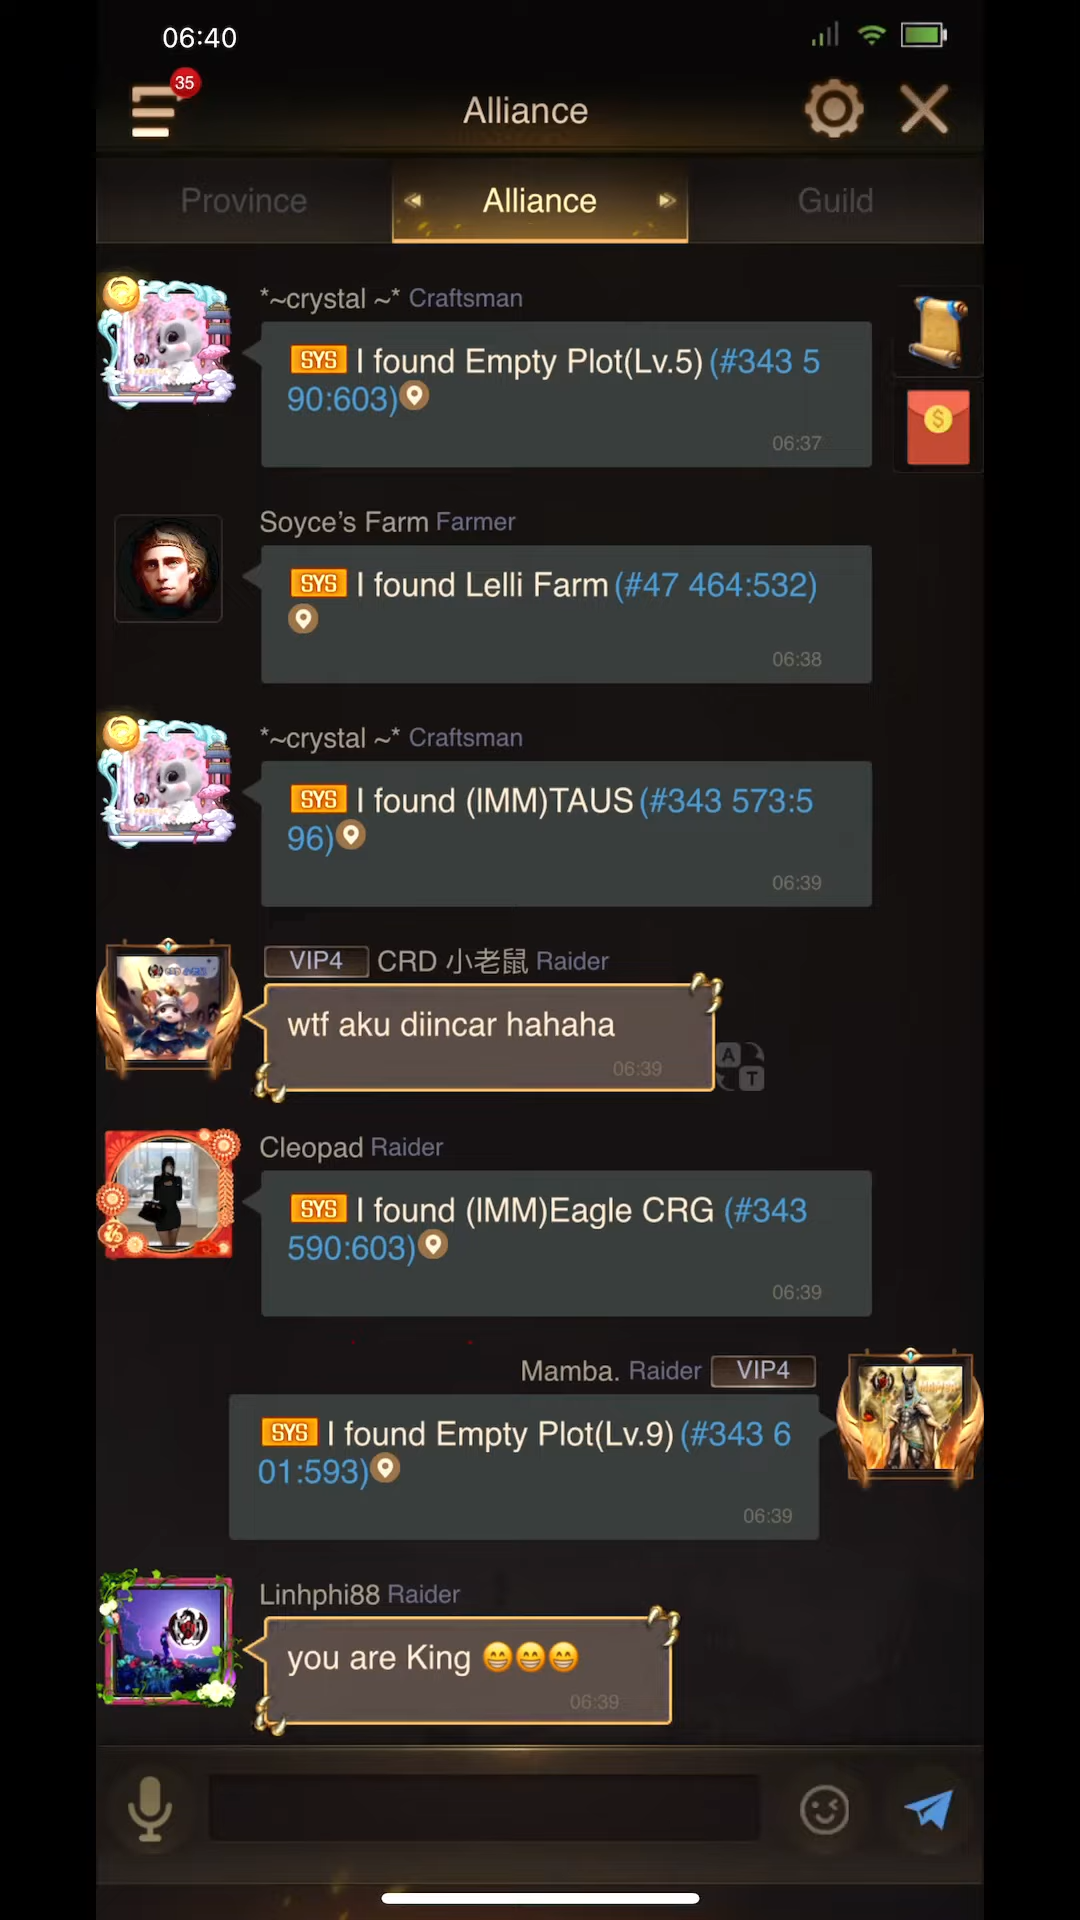 06:40
35
Alliance
Province
Alliance
Guild
*~crystal ~* Craftsman
SYS I found Empty Plot(Lv.5) (#343 5
90:603)
06:37
Soyce’s Farm Farmer
SYS I found Lelli Farm (#47 464:532)
06:38
*~crystal ~* Craftsman
SYS I found (IMM)TAUS (#343 573:5
96)
06:39
VIP4 CRD 小老鼠 Raider
wtf aku diincar hahaha
06:39
A
T
Cleopad Raider
SYS I found (IMM)Eagle CRG (#343
590:603)
06:39
Mamba. Raider VIP4
SYS I found Empty Plot(Lv.9) (#343 6
01:593)
06:39
Linhphi88 Raider
you are King 😁😁😁
06:39